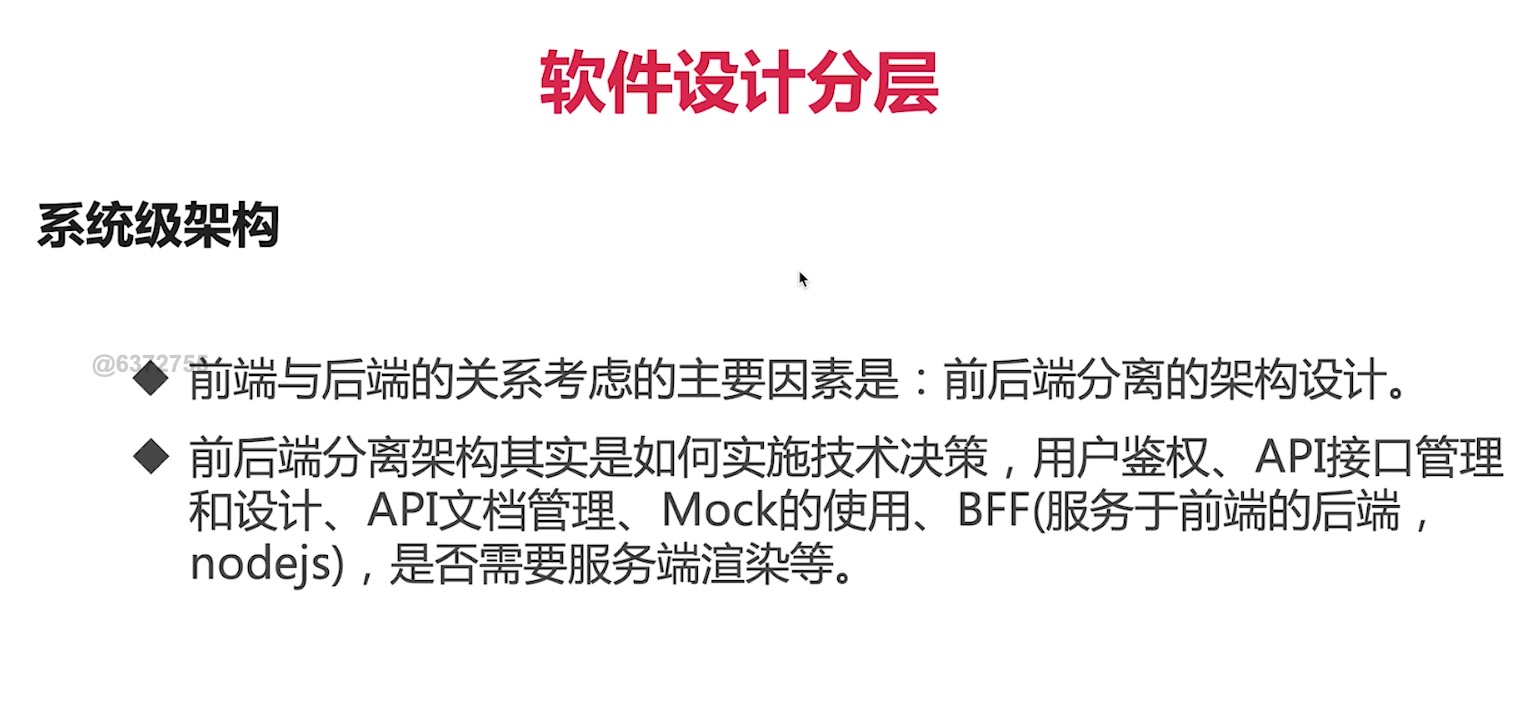 软件设计分层
系统级架构
@6372755
◆ 前端与后端的关系考虑的主要因素是：前后端分离的架构设计。
◆ 前后端分离架构其实是如何实施技术决策，用户鉴权、API接口管理
和设计、API文档管理、Mock的使用、BFF(服务于前端的后端，
nodejs)，是否需要服务端渲染等。